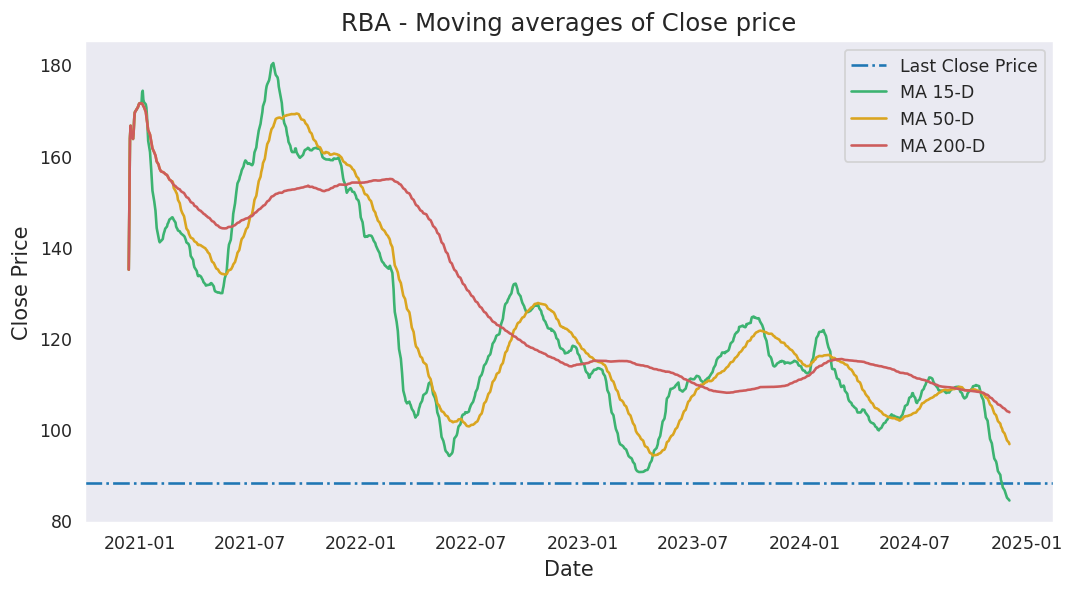 RBA - Moving averages of Close price
Close Price
180
160
140
120
100
80
Last Close Price
MA 15-D
MA 50-D
MA 200-D
2021-01 2021-07 2022-01 2022-07 2023-01 2023-07 2024-01 2024-07 2025-01
Date